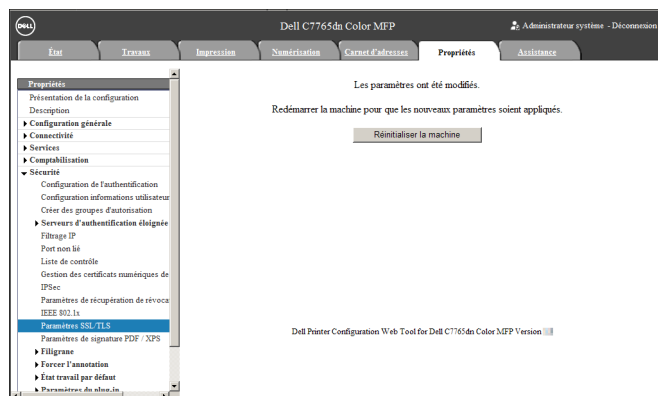 DELL
Dell C7765dn Color MFP
Administrateur système - Déconnexion
État
Travaux
Impression
Numérisation
Carnet d'adresses
Propriétés
Assistance
Propriétés
Présentation de la configuration
Description
Configuration générale
Connectivité
Services
Comptabilisation
Sécurité
Configuration de l'authentification
Configuration informations utilisateur
Créer des groupes d'autorisation
Serveurs d'authentification éloignée
Filtrage IP
Port non lié
Liste de contrôle
Gestion des certificats numériques de
IPSec
Paramètres de récupération de révoca
IEEE 802.1x
Paramètres SSL/TLS
Paramètres de signature PDF / XPS
Filigrane
Forcer l'annotation
État travail par défaut
Paramètres du plug-in
Les paramètres ont été modifiés.
Redémarrer la machine pour que les nouveaux paramètres soient appliqués.
Réinitialiser la machine
Dell Printer Configuration Web Tool for Dell C7765dn Color MFP Version